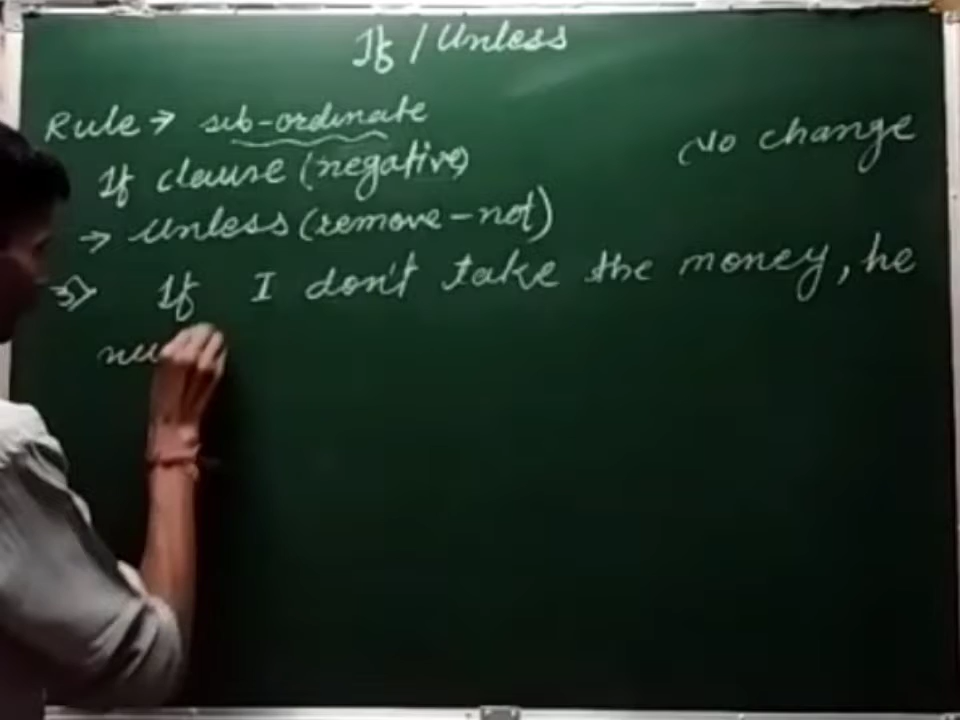 If / Unless
Rule → sub-ordinate
No change
If clause (negative)
→ Unless (remove - not)
3) If I don't take the money, he